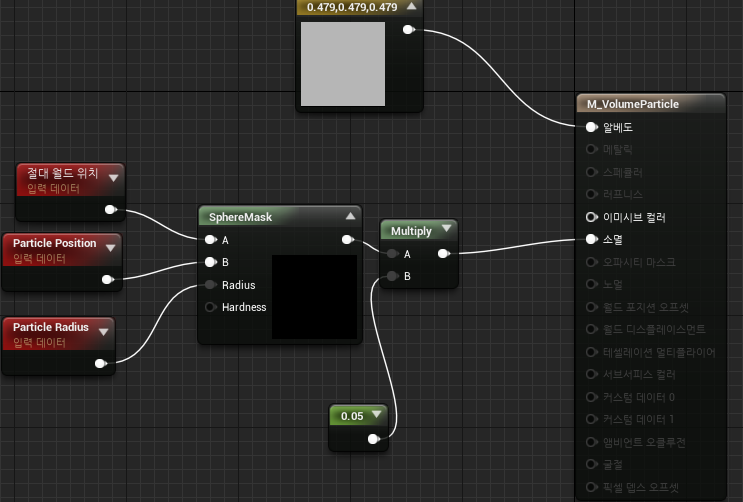 0.479,0.479,0.479
M_VolumeParticle
알베도
메탈릭
스페큘러
러프니스
이미시브 컬러
소멸
오파시티 마스크
노멀
월드 포지션 오프셋
월드 디스플레이스먼트
테셀레이션 멀티플라이어
서브서피스 컬러
커스텀 데이터 0
커스텀 데이터 1
앰비언트 오클루전
굴절
픽셀 뎁스 오프셋
절대 월드 위치
입력 데이터
Particle Position
입력 데이터
Particle Radius
입력 데이터
SphereMask
A
B
Radius
Hardness
Multiply
A
B
0.05